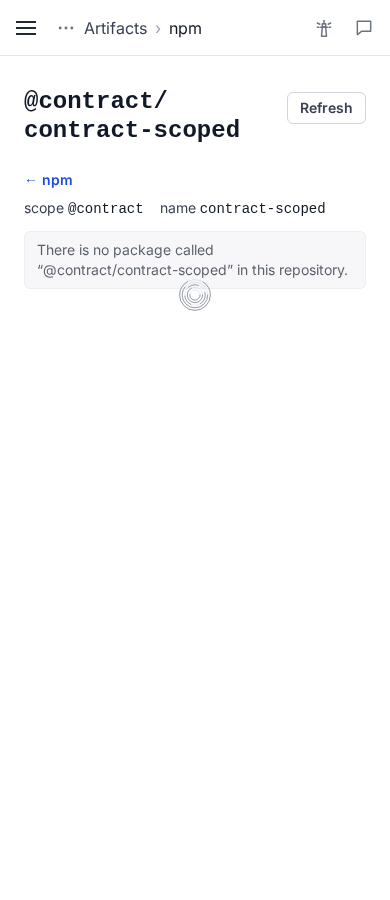 Artifacts › npm
@contract/
contract-scoped
Refresh
← npm
scope @contract name contract-scoped
There is no package called
“@contract/contract-scoped” in this repository.